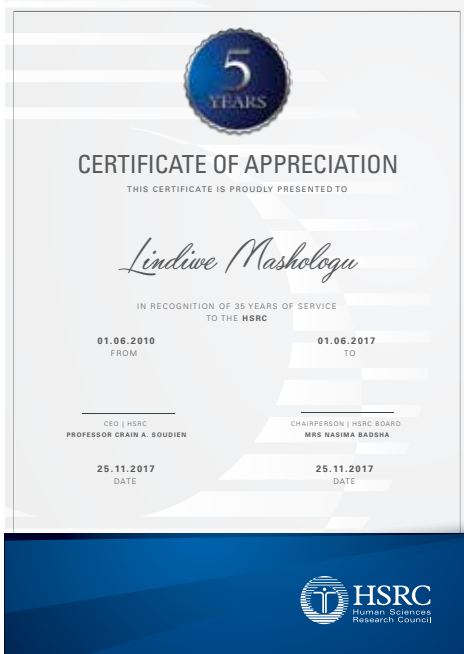 5
YEARS
CERTIFICATE OF APPRECIATION
THIS CERTIFICATE IS PROUDLY PRESENTED TO
Lindiwe Mashologu
IN RECOGNITION OF 35 YEARS OF SERVICE
TO THE HSRC
01.06.2010 01.06.2017
FROM TO
CEO | HSRC CHAIRPERSON | HSRC BOARD
PROFESSOR CRAIN A. SOUDIEN MRS NASIMA BADSHA
25.11.2017 25.11.2017
DATE DATE
HSRC
Human Sciences
Research Council